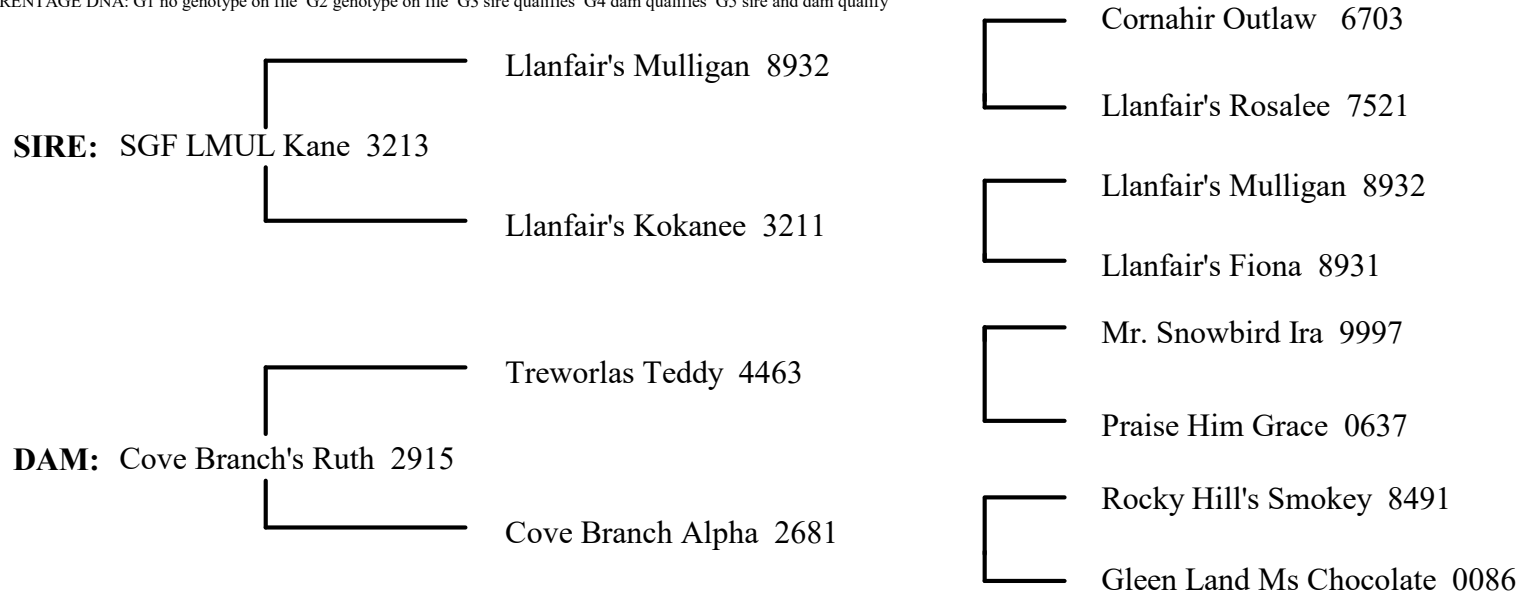 RENTAGE DNA: G1 no genotype on file G2 genotype on file G3 sire qualifies G4 dam qualifies G5 sire and dam qualify
Cornahir Outlaw 6703
Llanfair's Mulligan 8932
Llanfair's Rosalee 7521
SIRE: SGF LMUL Kane 3213
Llanfair's Mulligan 8932
Llanfair's Kokanee 3211
Llanfair's Fiona 8931
Mr. Snowbird Ira 9997
Treworlas Teddy 4463
Praise Him Grace 0637
DAM: Cove Branch's Ruth 2915
Rocky Hill's Smokey 8491
Cove Branch Alpha 2681
Gleen Land Ms Chocolate 0086